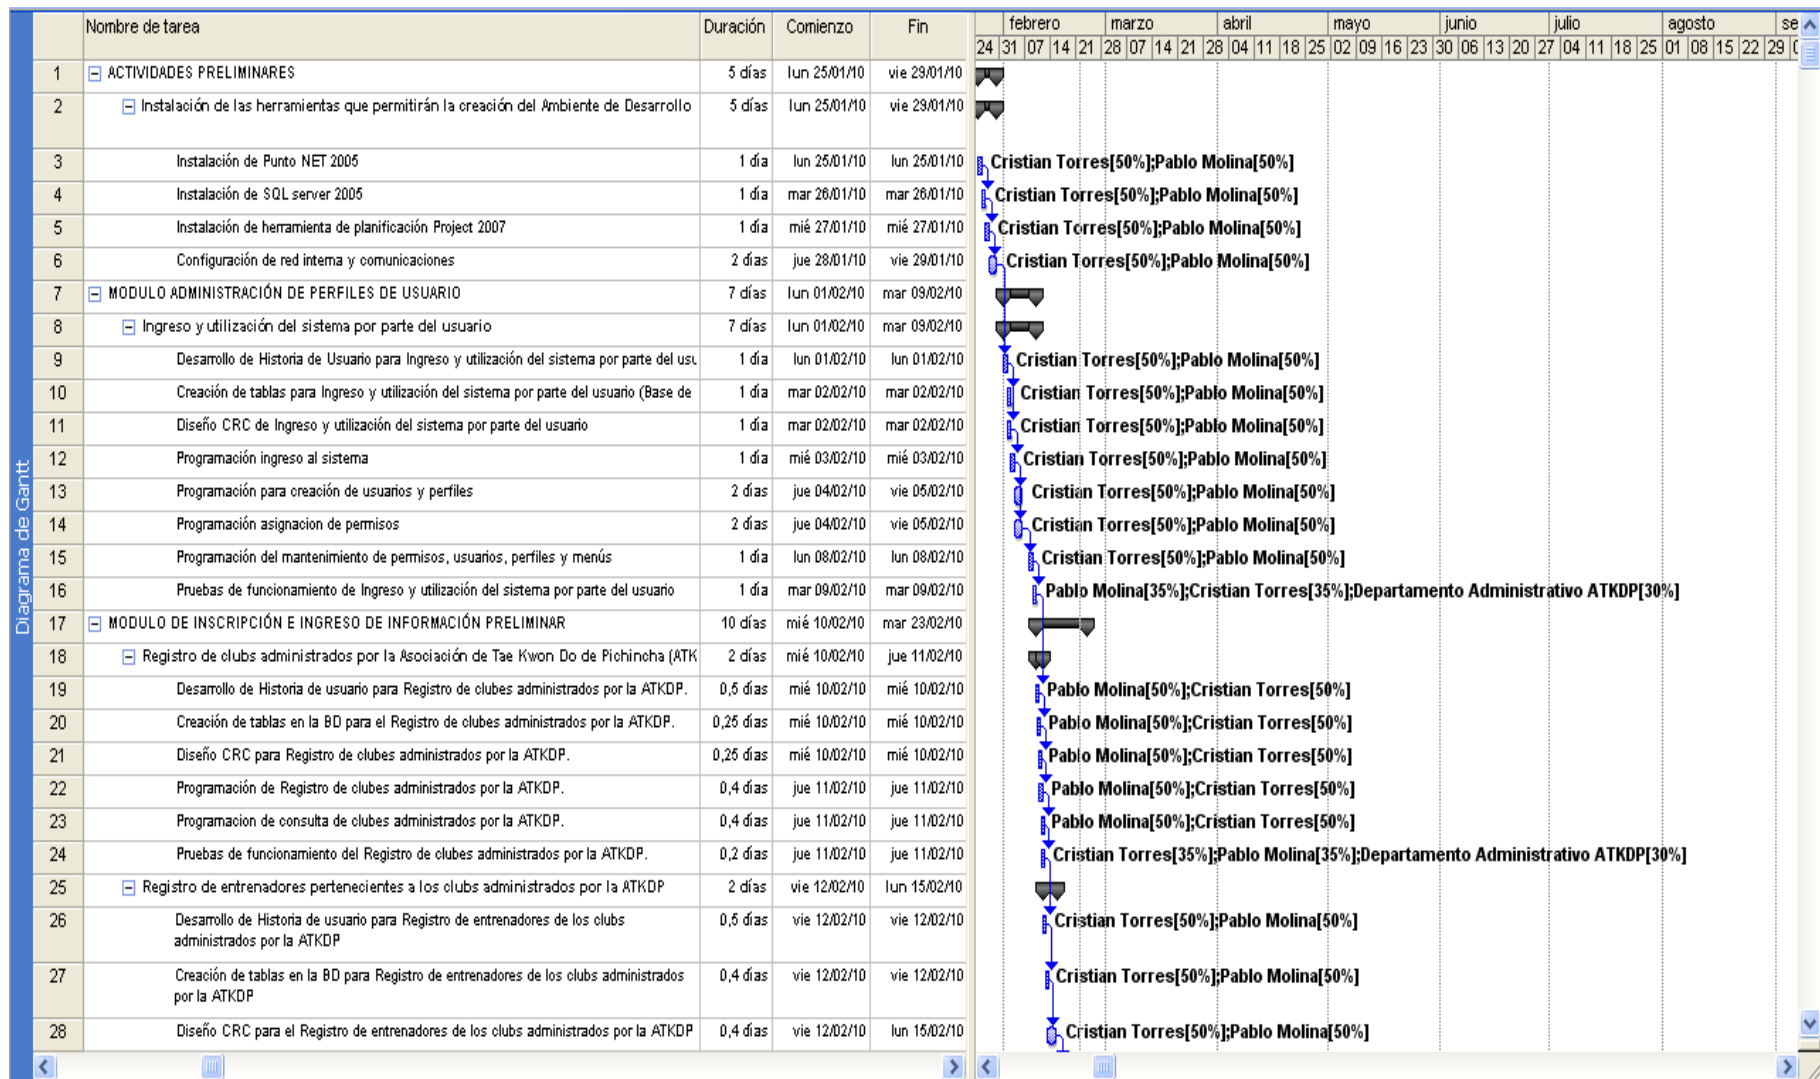 Nombre de tarea Duración Comienzo Fin febrero marzo abril mayo junio julio agosto se
24 31 07 14 21 28 07 14 21 28 04 11 18 25 02 09 16 23 30 06 13 20 27 04 11 18 25 01 08 15 22 29 0
1 ACTIVIDADES PRELIMINARES 5 días lun 25/01/10 vie 29/01/10
2 Instalación de las herramientas que permitirán la creación del Ambiente de Desarrollo 5 días lun 25/01/10 vie 29/01/10
3 Instalación de Punto NET 2005 1 día lun 25/01/10 lun 25/01/10 Cristian Torres[50%];Pablo Molina[50%]
4 Instalación de SQL server 2005 1 día mar 26/01/10 mar 26/01/10 Cristian Torres[50%];Pablo Molina[50%]
5 Instalación de herramienta de planificación Project 2007 1 día mié 27/01/10 mié 27/01/10 Cristian Torres[50%];Pablo Molina[50%]
6 Configuración de red interna y comunicaciones 2 días jue 28/01/10 vie 29/01/10 Cristian Torres[50%];Pablo Molina[50%]
7 MODULO ADMINISTRACIÓN DE PERFILES DE USUARIO 7 días lun 01/02/10 mar 09/02/10
8 Ingreso y utilización del sistema por parte del usuario 7 días lun 01/02/10 mar 09/02/10
9 Desarrollo de Historia de Usuario para Ingreso y utilización del sistema por parte del usu 1 día lun 01/02/10 lun 01/02/10 Cristian Torres[50%];Pablo Molina[50%]
10 Creación de tablas para Ingreso y utilización del sistema por parte del usuario (Base de 1 día mar 02/02/10 mar 02/02/10 Cristian Torres[50%];Pablo Molina[50%]
11 Diseño CRC de Ingreso y utilización del sistema por parte del usuario 1 día mar 02/02/10 mar 02/02/10 Cristian Torres[50%];Pablo Molina[50%]
12 Programación ingreso al sistema 1 día mié 03/02/10 mié 03/02/10 Cristian Torres[50%];Pablo Molina[50%]
13 Programación para creación de usuarios y perfiles 2 días jue 04/02/10 vie 05/02/10 Cristian Torres[50%];Pablo Molina[50%]
14 Programación asignacion de permisos 2 días jue 04/02/10 vie 05/02/10 Cristian Torres[50%];Pablo Molina[50%]
15 Programación del mantenimiento de permisos, usuarios, perfiles y menús 1 día lun 08/02/10 lun 08/02/10 Cristian Torres[50%];Pablo Molina[50%]
16 Pruebas de funcionamiento de Ingreso y utilización del sistema por parte del usuario 1 día mar 09/02/10 mar 09/02/10 Pablo Molina[35%];Cristian Torres[35%];Departamento Administrativo ATKDP[30%]
17 MODULO DE INSCRIPCIÓN E INGRESO DE INFORMACIÓN PRELIMINAR 10 días mié 10/02/10 mar 23/02/10
18 Registro de clubs administrados por la Asociación de Tae Kwon Do de Pichincha (ATK 2 días mié 10/02/10 jue 11/02/10
19 Desarrollo de Historia de usuario para Registro de clubes administrados por la ATKDP. 0,5 días mié 10/02/10 mié 10/02/10 Pablo Molina[50%];Cristian Torres[50%]
20 Creación de tablas en la BD para el Registro de clubes administrados por la ATKDP. 0,25 días mié 10/02/10 mié 10/02/10 Pablo Molina[50%];Cristian Torres[50%]
21 Diseño CRC para Registro de clubes administrados por la ATKDP. 0,25 días mié 10/02/10 mié 10/02/10 Pablo Molina[50%];Cristian Torres[50%]
22 Programación de Registro de clubes administrados por la ATKDP. 0,4 días jue 11/02/10 jue 11/02/10 Pablo Molina[50%];Cristian Torres[50%]
23 Programacion de consulta de clubes administrados por la ATKDP. 0,4 días jue 11/02/10 jue 11/02/10 Pablo Molina[50%];Cristian Torres[50%]
24 Pruebas de funcionamiento del Registro de clubes administrados por la ATKDP. 0,2 días jue 11/02/10 jue 11/02/10 Cristian Torres[35%];Pablo Molina[35%];Departamento Administrativo ATKDP[30%]
25 Registro de entrenadores pertenecientes a los clubs administrados por la ATKDP 2 días vie 12/02/10 lun 15/02/10
26 Desarrollo de Historia de usuario para Registro de entrenadores de los clubs 0,5 días vie 12/02/10 vie 12/02/10 Cristian Torres[50%];Pablo Molina[50%]
administrados por la ATKDP
27 Creación de tablas en la BD para Registro de entrenadores de los clubs administrados 0,4 días vie 12/02/10 vie 12/02/10 Cristian Torres[50%];Pablo Molina[50%]
por la ATKDP
28 Diseño CRC para el Registro de entrenadores de los clubs administrados por la ATKDP 0,4 días vie 12/02/10 lun 15/02/10 Cristian Torres[50%];Pablo Molina[50%]
Diagrama de Gantt